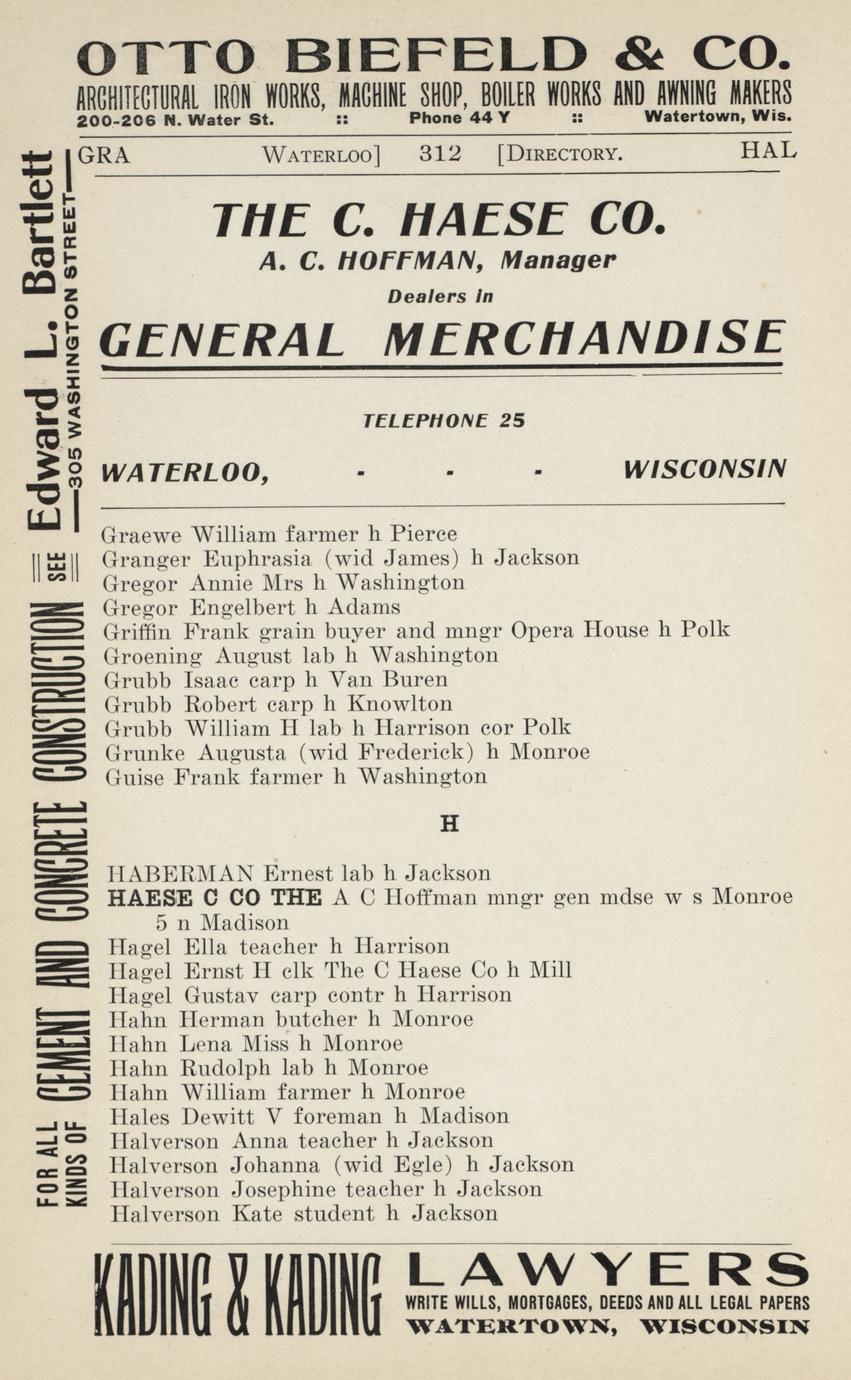 OTTO BIEFELD & CO.
ARCHITECTURAL IRON WORKS, MACHINE SHOP, BOILER WORKS AND AWNING MAKERS
200-206 N. Water St. :: Phone 44 Y :: Watertown, Wis.
GRA WATERLOO] 312 [DIRECTORY. HAL
THE C. HAESE CO.
A. C. HOFFMAN, Manager
Dealers in
GENERAL MERCHANDISE
TELEPHONE 25
WATERLOO, - - - WISCONSIN
Graewe William farmer h Pierce
Granger Euphrasia (wid James) h Jackson
Gregor Annie Mrs h Washington
Gregor Engelbert h Adams
Griffin Frank grain buyer and mngr Opera House h Polk
Groening August lab h Washington
Grubb Isaac carp h Van Buren
Grubb Robert carp h Knowlton
Grubb William H lab h Harrison cor Polk
Grunke Augusta (wid Frederick) h Monroe
Guise Frank farmer h Washington
H
HABERMAN Ernest lab h Jackson
HAESE C CO THE A C Hoffman mngr gen mdse w s Monroe
5 n Madison
Hagel Ella teacher h Harrison
Hagel Ernst H clk The C Haese Co h Mill
Hagel Gustav carp contr h Harrison
Hahn Herman butcher h Monroe
Hahn Lena Miss h Monroe
Hahn Rudolph lab h Monroe
Hahn William farmer h Monroe
Hales Dewitt V foreman h Madison
Halverson Anna teacher h Jackson
Halverson Johanna (wid Egle) h Jackson
Halverson Josephine teacher h Jackson
Halverson Kate student h Jackson
FOR ALL
KINDS OF
CEMENT AND CONCRETE CONSTRUCTION
SEE
Edward L. Bartlett
305 WASHINGTON STREET
KADING & KADING
LAWYERS
WRITE WILLS, MORTGAGES, DEEDS AND ALL LEGAL PAPERS
WATERTOWN, WISCONSIN